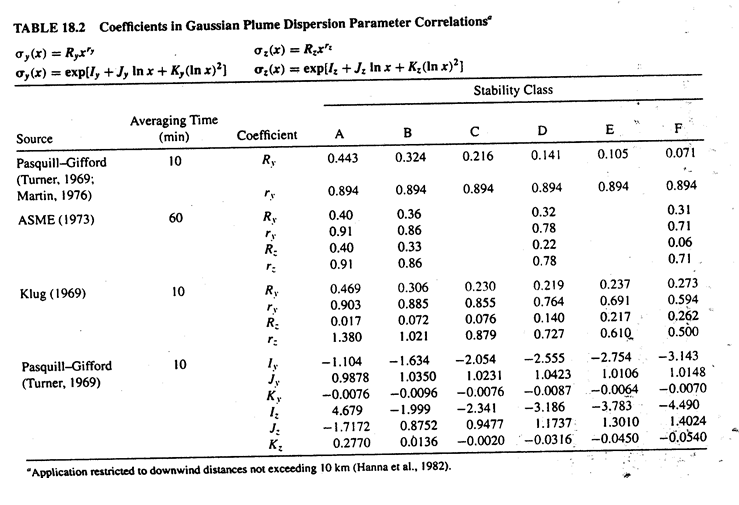 TABLE 18.2 Coefficients in Gaussian Plume Dispersion Parameter Correlationsᵃ
σy(x) = Ryx^ry σz(x) = Rzx^rz
σy(x) = exp[Iy + Jy ln x + Ky(ln x)²] σz(x) = exp[Iz + Jz ln x + Kz(ln x)²]
Stability Class
Source Averaging Time (min) Coefficient A B C D E F
Pasquill–Gifford 10 Ry 0.443 0.324 0.216 0.141 0.105 0.071
(Turner, 1969;
Martin, 1976) ry 0.894 0.894 0.894 0.894 0.894 0.894
ASME (1973) 60 Ry 0.40 0.36 0.32 0.31
ry 0.91 0.86 0.78 0.71
Rz 0.40 0.33 0.22 0.06
rz 0.91 0.86 0.78 0.71
Klug (1969) 10 Ry 0.469 0.306 0.230 0.219 0.237 0.273
ry 0.903 0.885 0.855 0.764 0.691 0.594
Rz 0.017 0.072 0.076 0.140 0.217 0.262
rz 1.380 1.021 0.879 0.727 0.610 0.500
Pasquill–Gifford 10 Iy −1.104 −1.634 −2.054 −2.555 −2.754 −3.143
(Turner, 1969) Jy 0.9878 1.0350 1.0231 1.0423 1.0106 1.0148
Ky −0.0076 −0.0096 −0.0076 −0.0087 −0.0064 −0.0070
Iz 4.679 −1.999 −2.341 −3.186 −3.783 −4.490
Jz −1.7172 0.8752 0.9477 1.1737 1.3010 1.4024
Kz 0.2770 0.0136 −0.0020 −0.0316 −0.0450 −0.0540
ᵃApplication restricted to downwind distances not exceeding 10 km (Hanna et al., 1982).